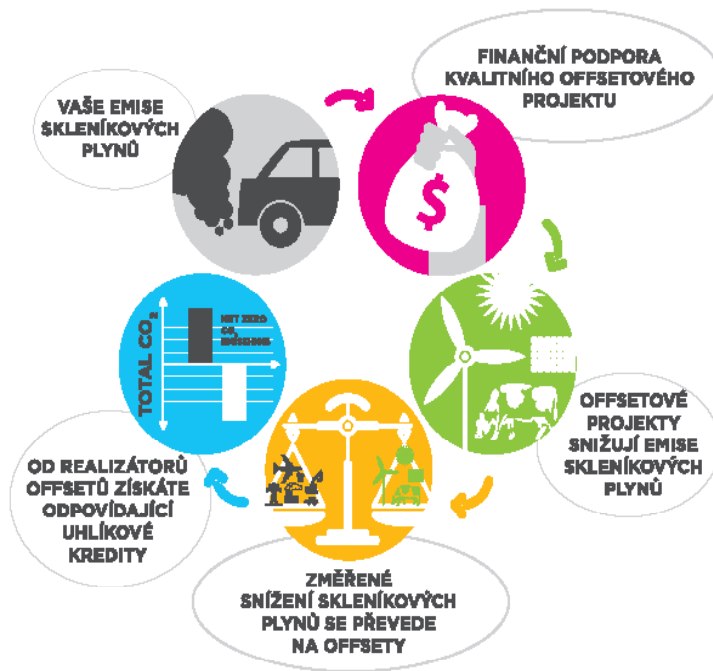 VAŠE EMISE
SKLENÍKOVÝCH
PLYNŮ
FINANČNÍ PODPORA
KVALITNÍHO OFFSETOVÉHO
PROJEKTU
$
OFFSETOVÉ
PROJEKTY
SNIŽUJÍ EMISE
SKLENÍKOVÝCH
PLYNŮ
ZMĚŘENÉ
SNÍŽENÍ SKLENÍKOVÝCH
PLYNŮ SE PŘEVEDE
NA OFFSETY
OD REALIZÁTORŮ
OFFSETŮ ZÍSKÁTE
ODPOVÍDAJÍCÍ
UHLÍKOVÉ
KREDITY
TOTAL CO₂
NET ZERO
CO₂
EMISSIONS